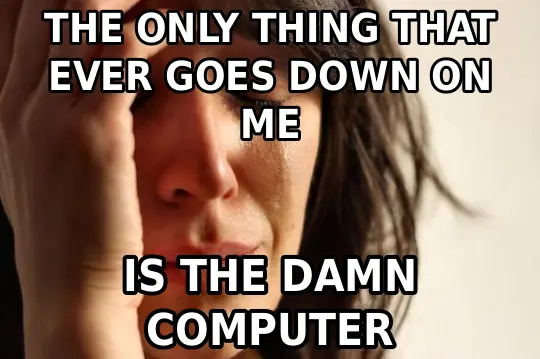 THE ONLY THING THAT
EVER GOES DOWN ON
ME
IS THE DAMN
COMPUTER